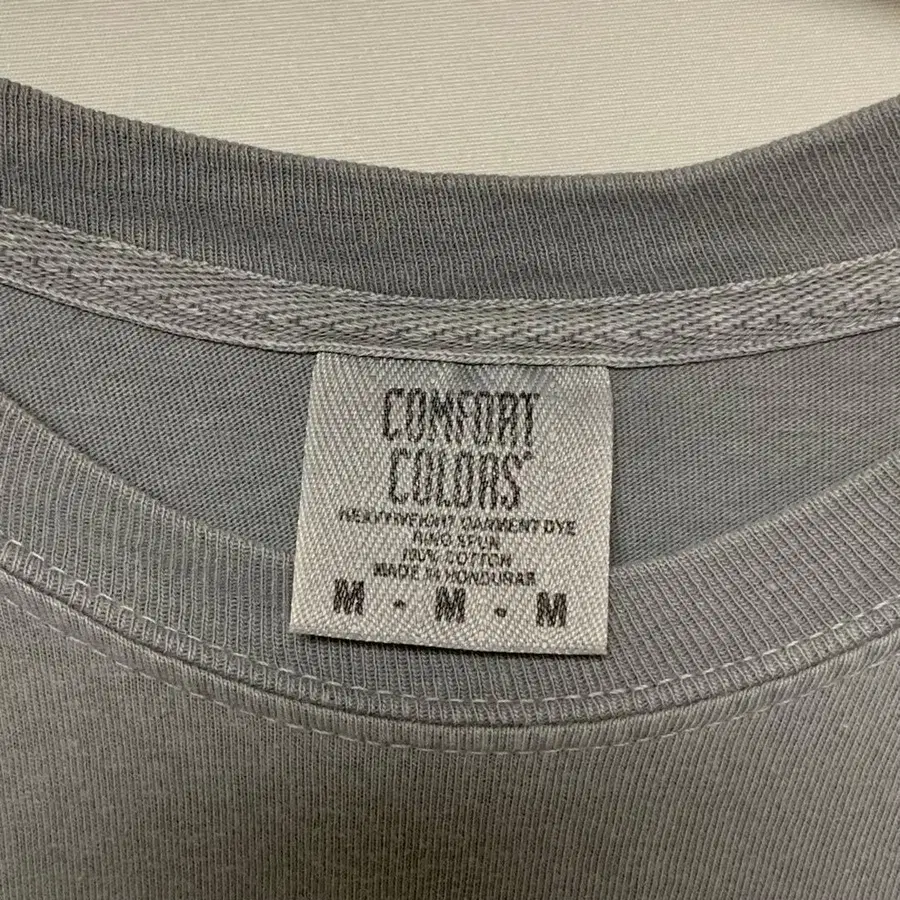 COMFORT
COLORS®
HEAVYWEIGHT GARMENT DYE
RING SPUN
100% COTTON
MADE IN HONDURAS
M - M - M